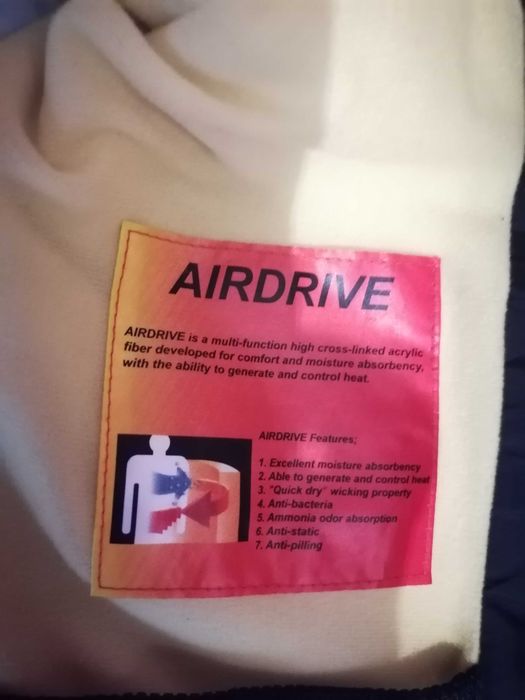 AIRDRIVE
AIRDRIVE is a multi-function high cross-linked acrylic
fiber developed for comfort and moisture absorbency,
with the ability to generate and control heat.
AIRDRIVE Features;
1. Excellent moisture absorbency
2. Able to generate and control heat
3. "Quick dry" wicking property
4. Anti-bacteria
5. Ammonia odor absorption
6. Anti-static
7. Anti-pilling